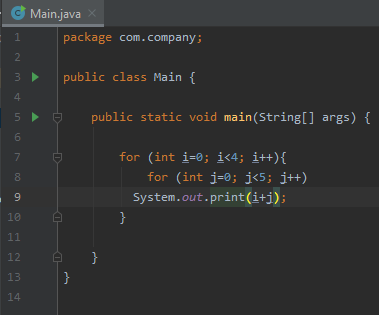 Main.java
1 package com.company;
2
3 public class Main {
4
5 public static void main(String[] args) {
6
7 for (int i=0; i<4; i++){
8 for (int j=0; j<5; j++)
9 System.out.print(i+j);
10 }
11
12 }
13 }
14